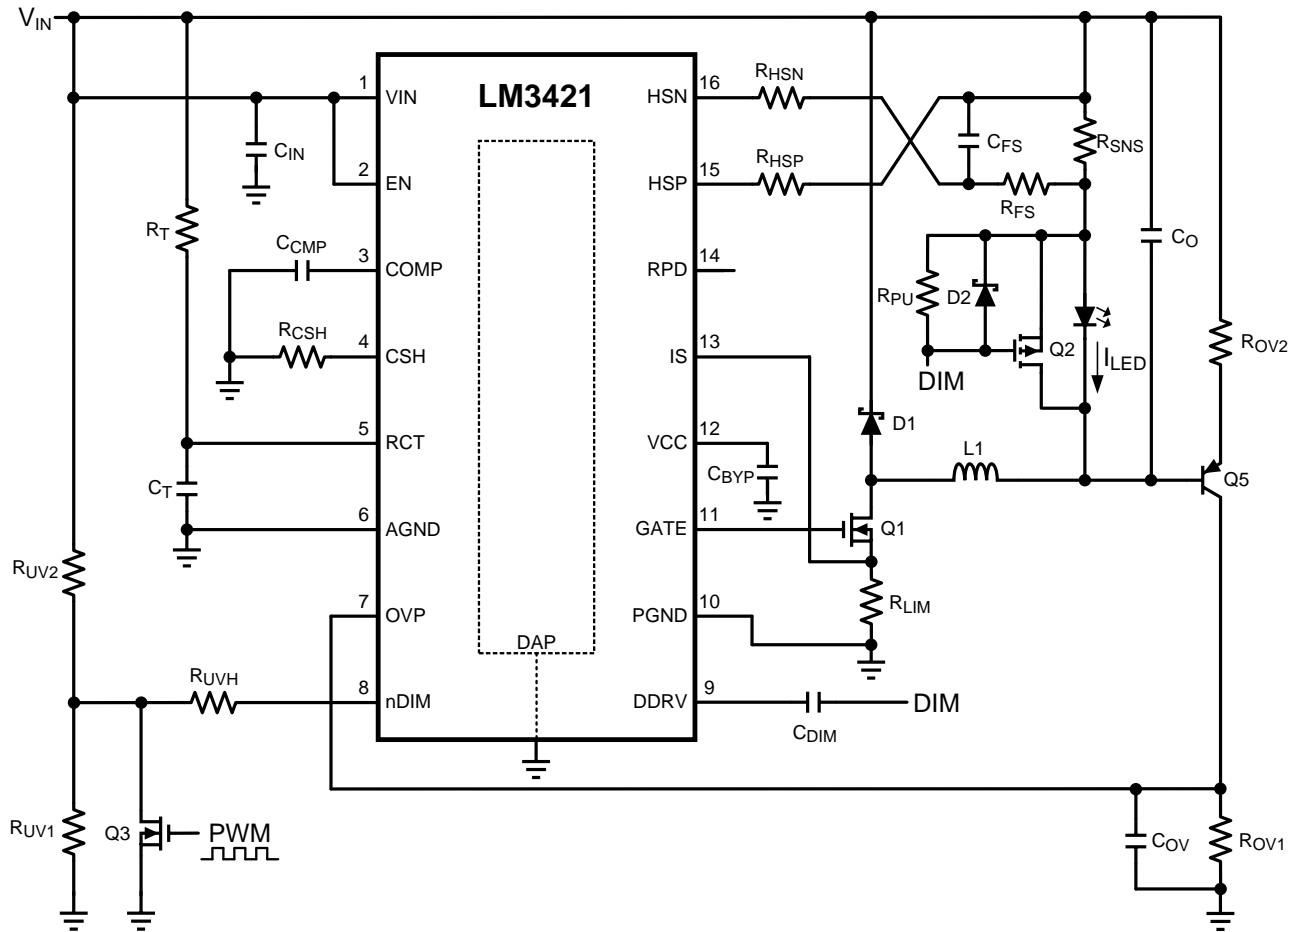 VIN
LM3421
1
VIN
CIN
2
EN
RT
CCMP
3
COMP
RCSH
4
CSH
5
RCT
CT
6
AGND
RUV2
7
OVP
RUVH
8
nDIM
DAP
RUV1
Q3
PWM
16
HSN
RHSN
15
HSP
RHSP
CFS
RSNS
RFS
14
RPD
RPU
D2
Q2
DIM
ILED
CO
ROV2
13
IS
12
VCC
CBYP
D1
L1
Q5
11
GATE
Q1
RLIM
10
PGND
9
DDRV
CDIM
DIM
COV
ROV1